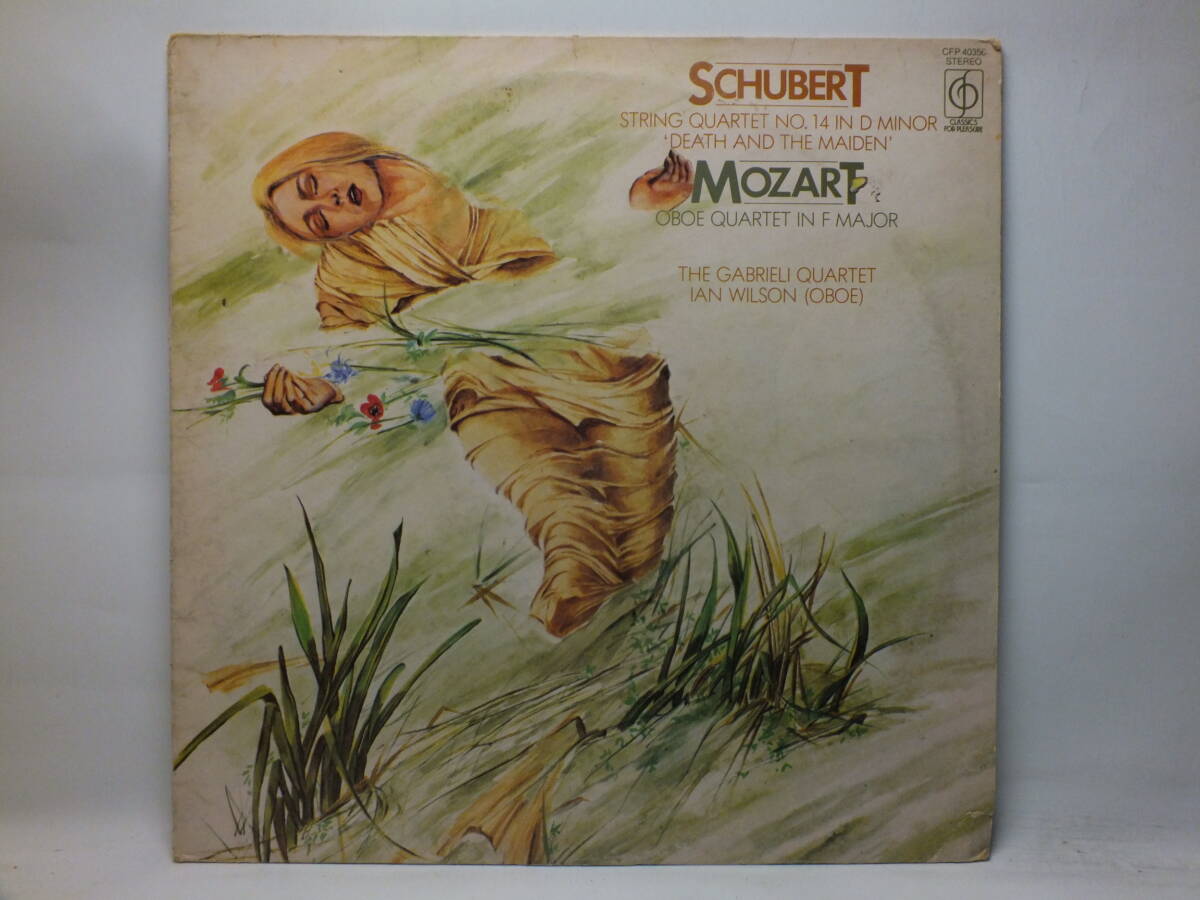 SCHUBERT
STRING QUARTET NO. 14 IN D MINOR
'DEATH AND THE MAIDEN'
MOZART
OBOE QUARTET IN F MAJOR
THE GABRIELI QUARTET
IAN WILSON (OBOE)
CFP 40356
STEREO
CLASSICS
FOR PLEASURE